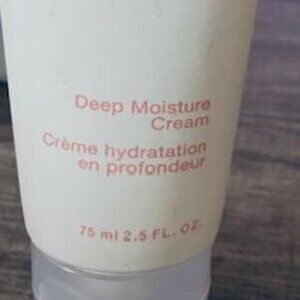 Deep Moisture
Cream
Crème hydratation
en profondeur
75 ml 2.5 FL. OZ.